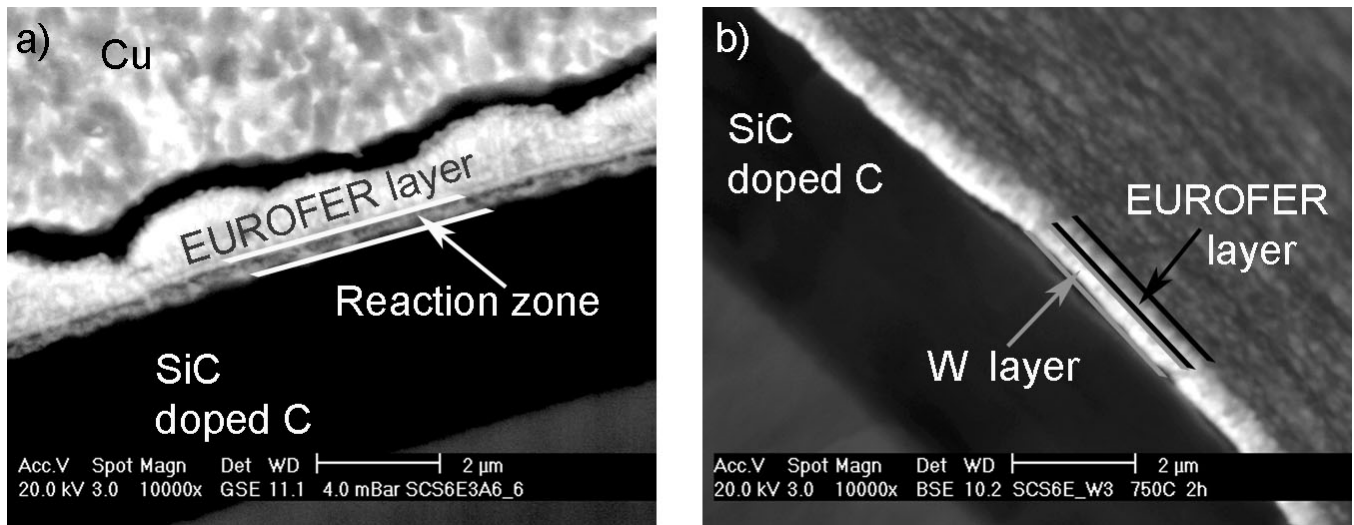 a)
Cu
EUROFER layer
Reaction zone
SiC
doped C
Acc.V Spot Magn Det WD 2 µm
20.0 kV 3.0 10000x GSE 11.1 4.0 mBar SCS6E3A6_6
b)
SiC
doped C
EUROFER
layer
W layer
Acc.V Spot Magn Det WD 2 µm
20.0 kV 3.0 10000x BSE 10.2 SCS6E_W3 750C 2h